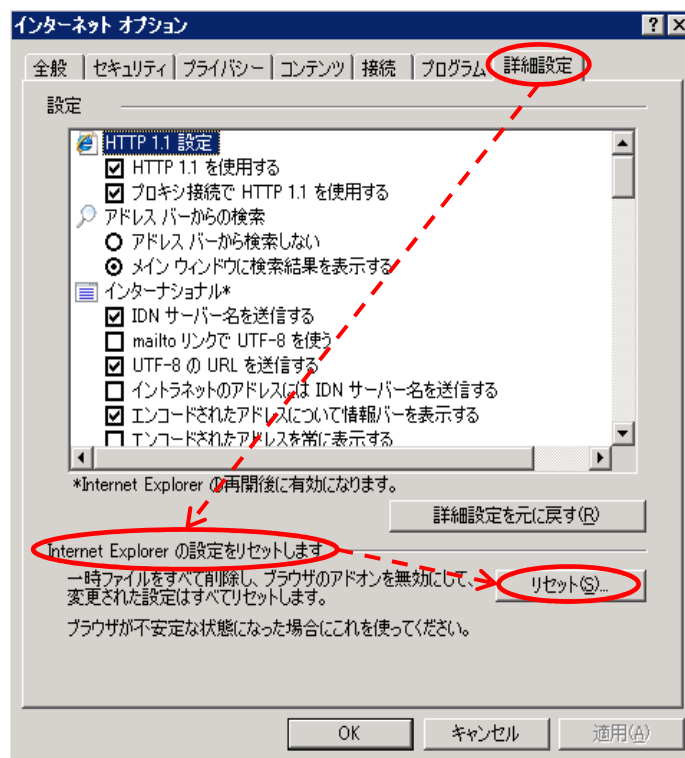 インターネット オプション
全般 セキュリティ プライバシー コンテンツ 接続 プログラム 詳細設定
設定
HTTP 1.1 設定
HTTP 1.1 を使用する
プロキシ接続で HTTP 1.1 を使用する
アドレス バーからの検索
アドレス バーから検索しない
メイン ウィンドウに検索結果を表示する
インターナショナル*
IDN サーバー名を送信する
mailto リンクで UTF-8 を使う
UTF-8 の URL を送信する
イントラネットのアドレスには IDN サーバー名を送信する
エンコードされたアドレスについて情報バーを表示する
エンコードされたアドレスを常に表示する
*Internet Explorer の再開後に有効になります。
詳細設定を元に戻す(R)
Internet Explorer の設定をリセットします
一時ファイルをすべて削除し、ブラウザのアドオンを無効にして、
変更された設定はすべてリセットします。
リセット(S)...
ブラウザが不安定な状態になった場合にこれを使ってください。
OK キャンセル 適用(A)